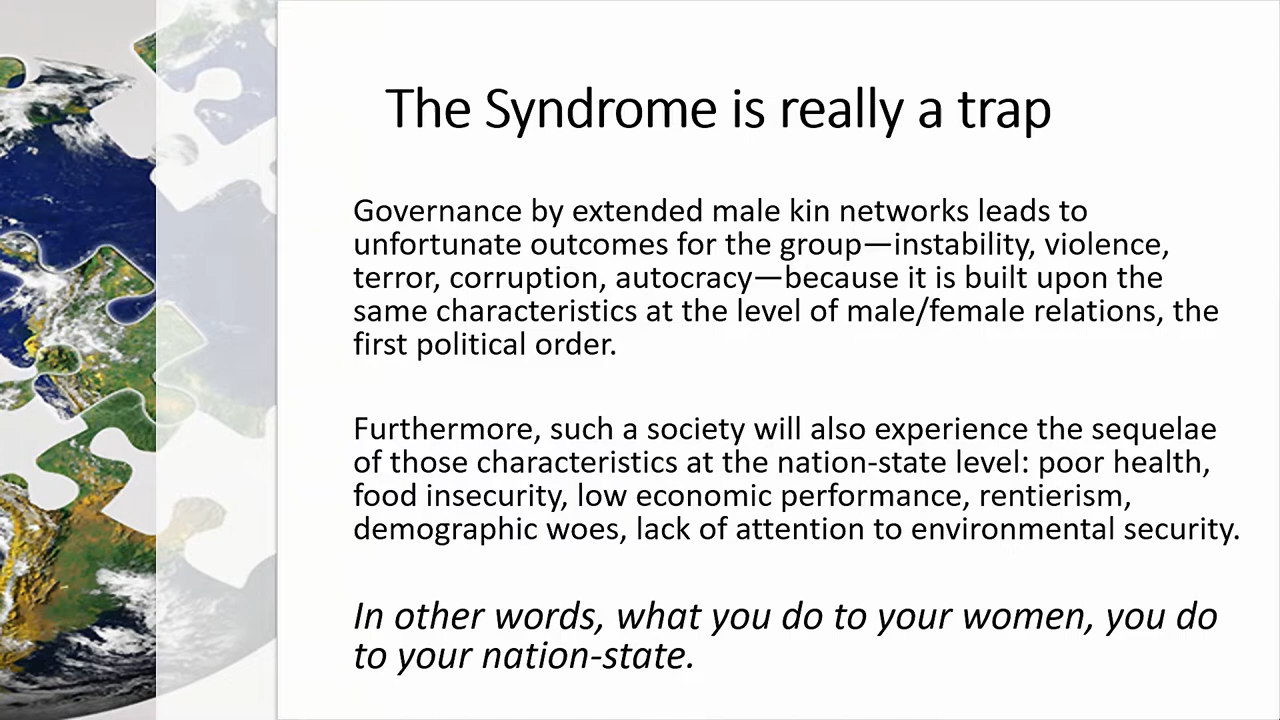 The Syndrome is really a trap
Governance by extended male kin networks leads to
unfortunate outcomes for the group—instability, violence,
terror, corruption, autocracy—because it is built upon the
same characteristics at the level of male/female relations, the
first political order.
Furthermore, such a society will also experience the sequelae
of those characteristics at the nation-state level: poor health,
food insecurity, low economic performance, rentierism,
demographic woes, lack of attention to environmental security.
In other words, what you do to your women, you do
to your nation-state.